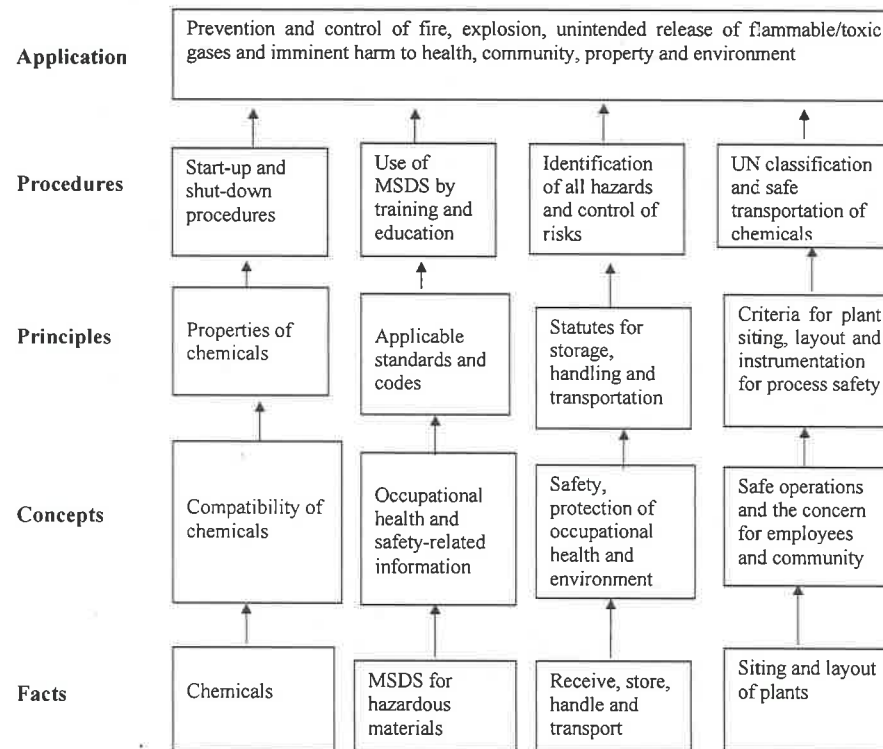 Application
Prevention and control of fire, explosion, unintended release of flammable/toxic
gases and imminent harm to health, community, property and environment
Procedures
Start-up and
shut-down
procedures
Use of
MSDS by
training and
education
Identification
of all hazards
and control of
risks
UN classification
and safe
transportation of
chemicals
Principles
Properties of
chemicals
Applicable
standards and
codes
Statutes for
storage,
handling and
transportation
Criteria for plant
siting, layout and
instrumentation
for process safety
Concepts
Compatibility of
chemicals
Occupational
health and
safety-related
information
Safety,
protection of
occupational
health and
environment
Safe operations
and the concern
for employees
and community
Facts
Chemicals
MSDS for
hazardous
materials
Receive, store,
handle and
transport
Siting and layout
of plants